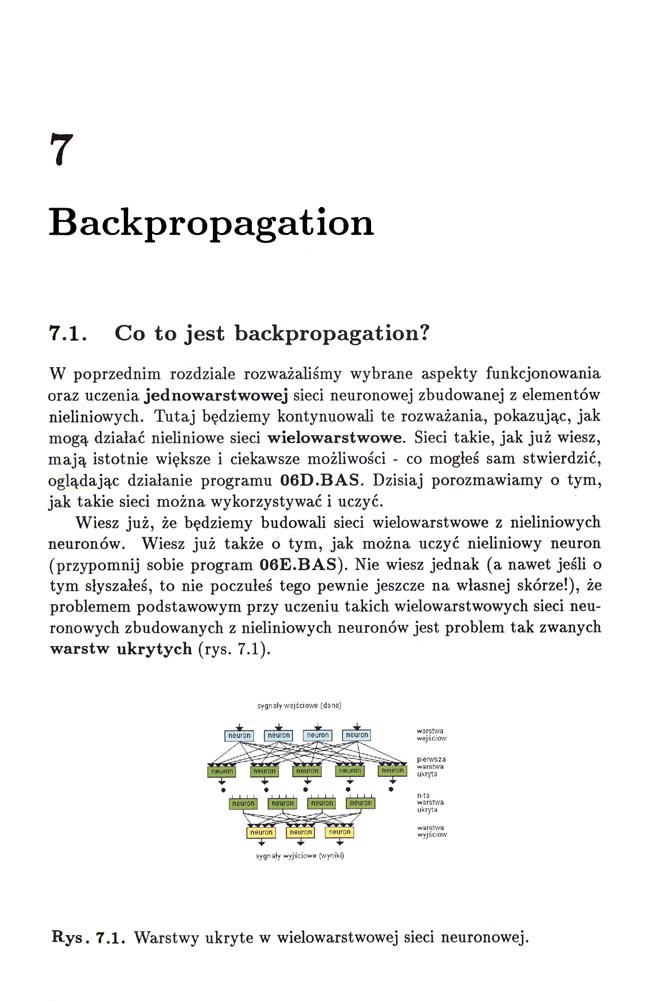 7
Backpropagation
7.1. Co to jest backpropagation?
W poprzednim rozdziale rozważaliśmy wybrane aspekty funkcjonowania
oraz uczenia jednowarstwowej sieci neuronowej zbudowanej z elementów
nieliniowych. Tutaj będziemy kontynuowali te rozważania, pokazując, jak
mogą działać nieliniowe sieci wielowarstwowe. Sieci takie, jak już wiesz,
mają istotnie większe i ciekawsze możliwości - co mogłeś sam stwierdzić,
oglądając działanie programu 06D.BAS. Dzisiaj porozmawiamy o tym,
jak takie sieci można wykorzystywać i uczyć.
Wiesz już, że będziemy budowali sieci wielowarstwowe z nieliniowych
neuronów. Wiesz już także o tym, jak można uczyć nieliniowy neuron
(przypomnij sobie program 06E.BAS). Nie wiesz jednak (a nawet jeśli o
tym słyszałeś, to nie poczułeś tego pewnie jeszcze na własnej skórze!), że
problemem podstawowym przy uczeniu takich wielowarstwowych sieci neu-
ronowych zbudowanych z nieliniowych neuronów jest problem tak zwanych
warstw ukrytych (rys. 7.1).
sygnały wejściowe (dane)
neuron neuron neuron neuron
warstwa
wejściow
neuron neuron neuron neuron neuron
pierwsza
warstwa
ukryta
neuron neuron neuron neuron
n-ta
warstwa
ukryta
neuron neuron neuron
warstwa
wyjściow
sygnały wyjściowe (wyniki)
Rys. 7.1. Warstwy ukryte w wielowarstwowej sieci neuronowej.